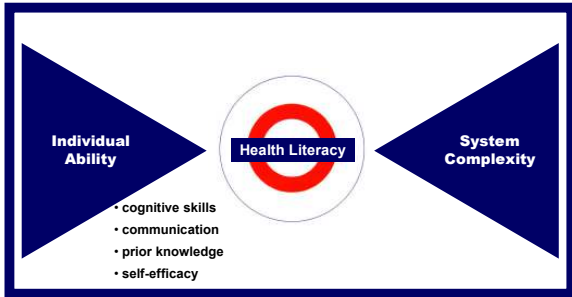 Individual
Ability
Health Literacy
System
Complexity
• cognitive skills
• communication
• prior knowledge
• self-efficacy